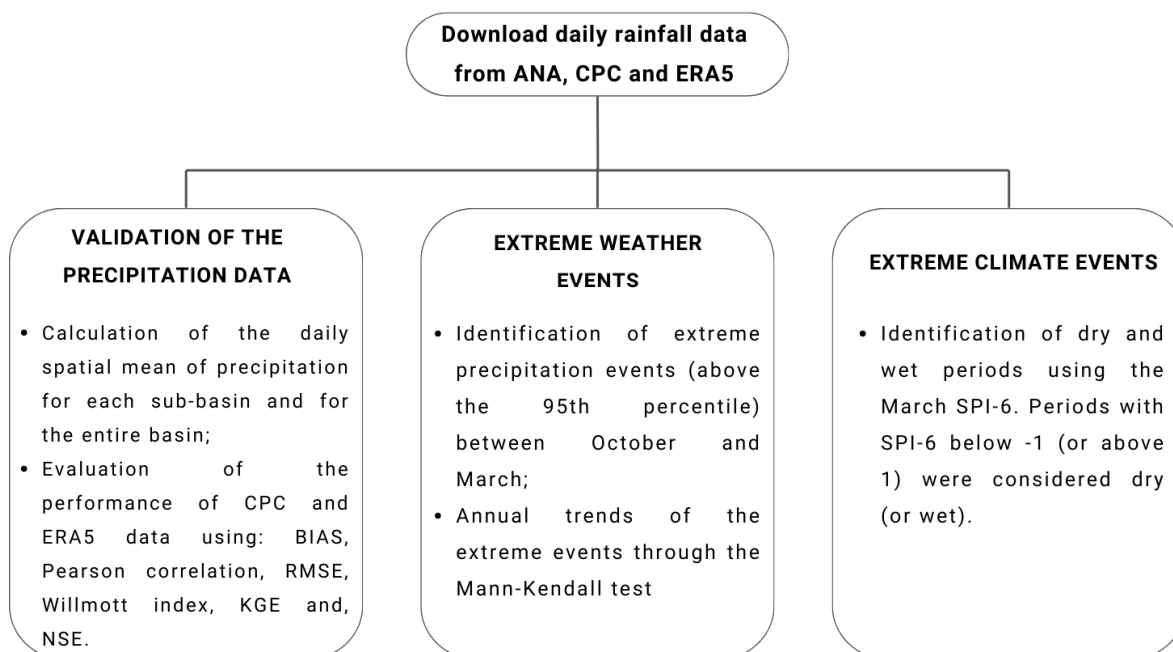 Download daily rainfall data
from ANA, CPC and ERA5
VALIDATION OF THE
PRECIPITATION DATA
• Calculation of the daily
spatial mean of precipitation
for each sub-basin and for
the entire basin;
• Evaluation of the
performance of CPC and
ERA5 data using: BIAS,
Pearson correlation, RMSE,
Willmott index, KGE and,
NSE.
EXTREME WEATHER
EVENTS
• Identification of extreme
precipitation events (above
the 95th percentile)
between October and
March;
• Annual trends of the
extreme events through the
Mann-Kendall test
EXTREME CLIMATE EVENTS
• Identification of dry and
wet periods using the
March SPI-6. Periods with
SPI-6 below -1 (or above
1) were considered dry
(or wet).